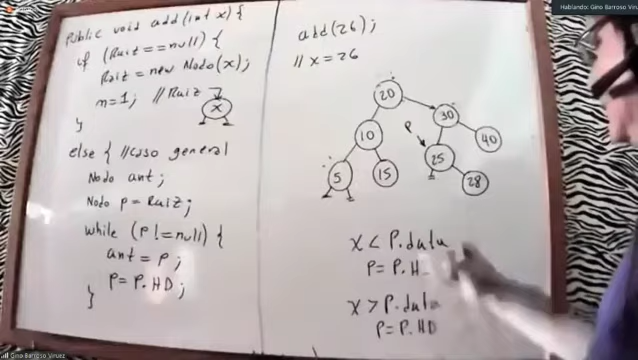 Hablando: Gino Barroso Viruez
Public void add(int x){
if (Raiz==null) {
Raiz = new Nodo(x);
n=1; // Raiz
x
}
else { //Caso general
Nodo ant;
Nodo p = Raiz;
while (p != null) {
ant = p;
p = p.HD;
}
add(26);
// x=26
20
10
30
P
5
15
25
40
28
x < P.data
P = P.H
x > P.data
P = P.HD
Gino Barroso Viruez